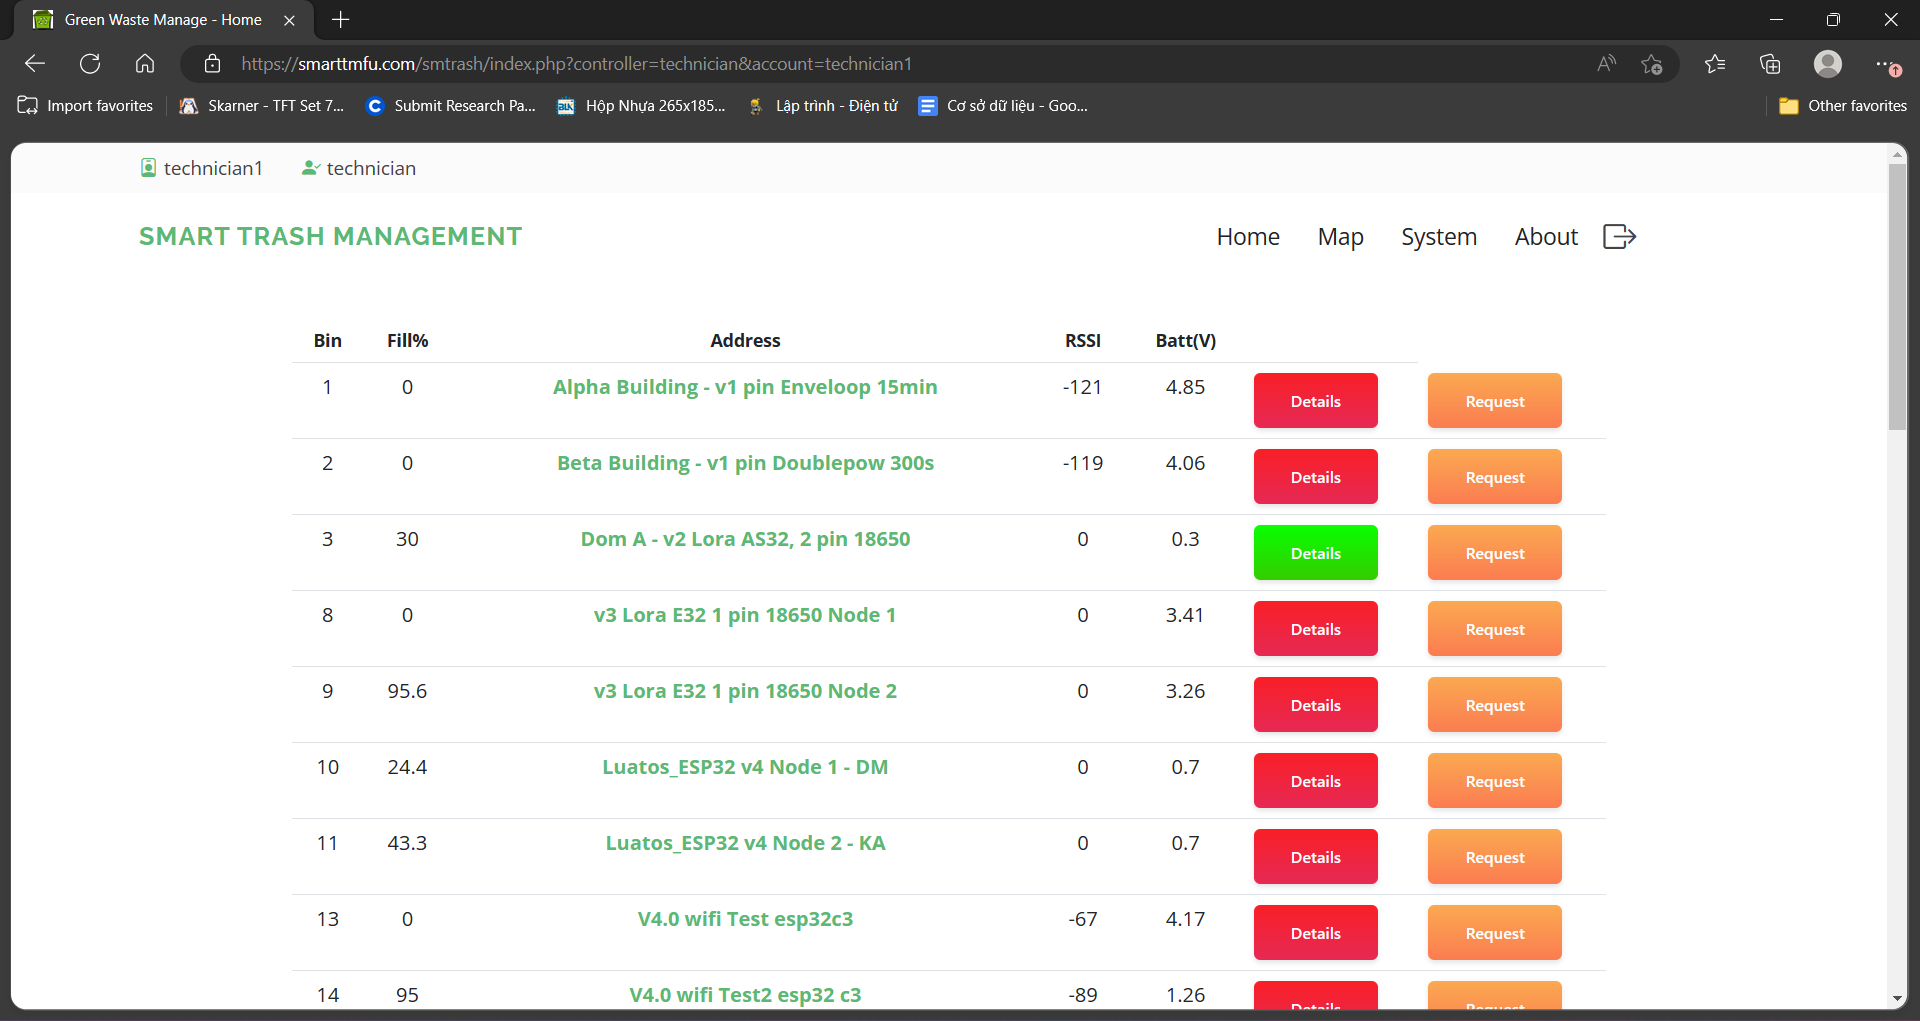 Green Waste Manage - Home
https://smarttmfu.com/smtrash/index.php?controller=technician&account=technician1
Import favorites Skarner - TFT Set 7... Submit Research Pa... Hộp Nhựa 265x185... Lập trình - Điện tử Cơ sở dữ liệu - Goo... Other favorites
technician1 technician
SMART TRASH MANAGEMENT Home Map System About
Bin Fill% Address RSSI Batt(V)
1 0 Alpha Building - v1 pin Enveloop 15min -121 4.85 Details Request
2 0 Beta Building - v1 pin Doublepow 300s -119 4.06 Details Request
3 30 Dom A - v2 Lora AS32, 2 pin 18650 0 0.3 Details Request
8 0 v3 Lora E32 1 pin 18650 Node 1 0 3.41 Details Request
9 95.6 v3 Lora E32 1 pin 18650 Node 2 0 3.26 Details Request
10 24.4 Luatos_ESP32 v4 Node 1 - DM 0 0.7 Details Request
11 43.3 Luatos_ESP32 v4 Node 2 - KA 0 0.7 Details Request
13 0 V4.0 wifi Test esp32c3 -67 4.17 Details Request
14 95 V4.0 wifi Test2 esp32 c3 -89 1.26 Details Request